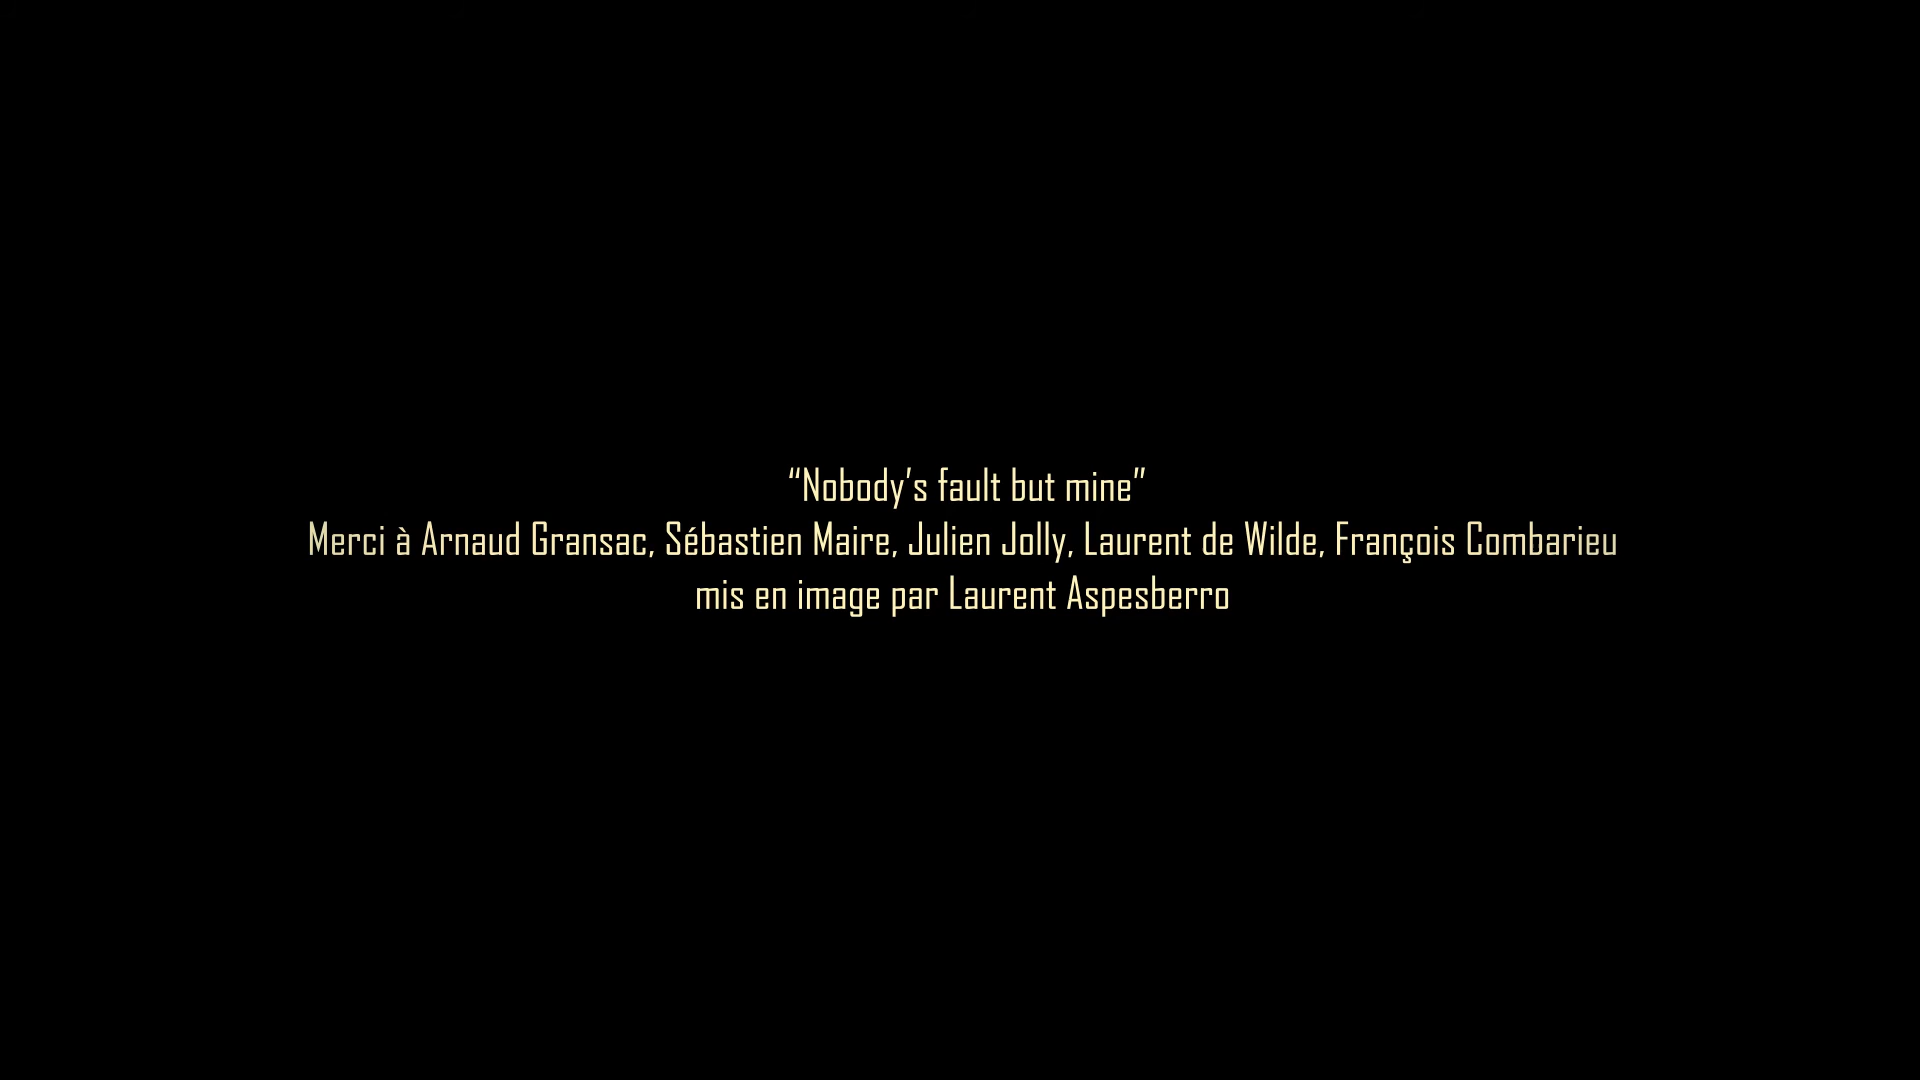 “Nobody’s fault but mine”
Merci à Arnaud Gransac, Sébastien Maire, Julien Jolly, Laurent de Wilde, François Combarieu
mis en image par Laurent Aspesberro